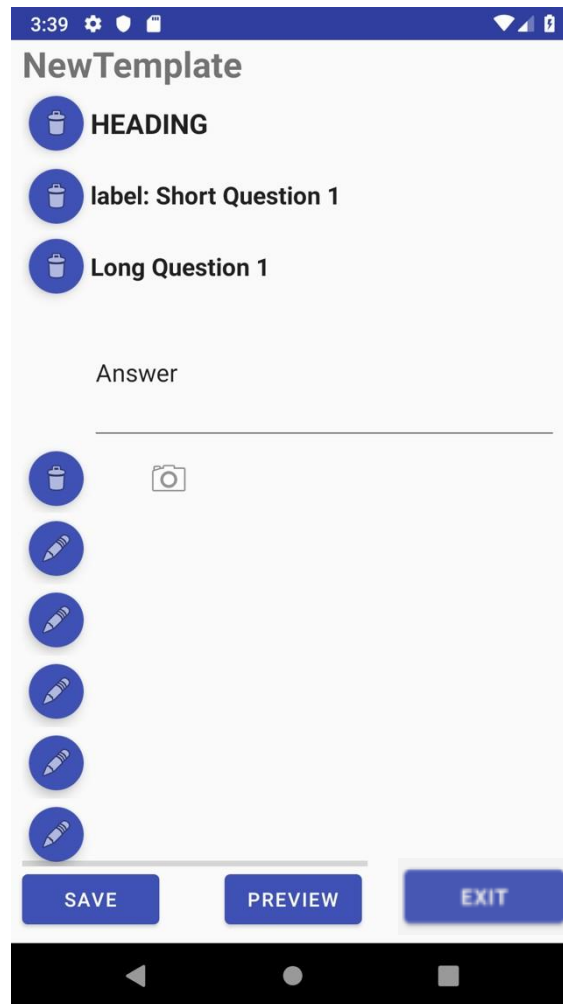 3:39
NewTemplate
HEADING
label: Short Question 1
Long Question 1
Answer
SAVE PREVIEW EXIT